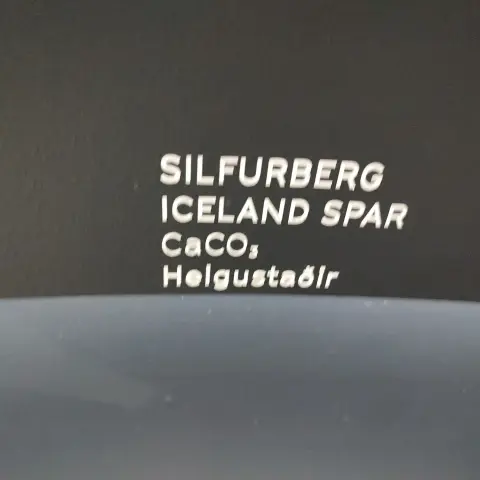 SILFURBERG
ICELAND SPAR
CaCO₃
Helgustaðir